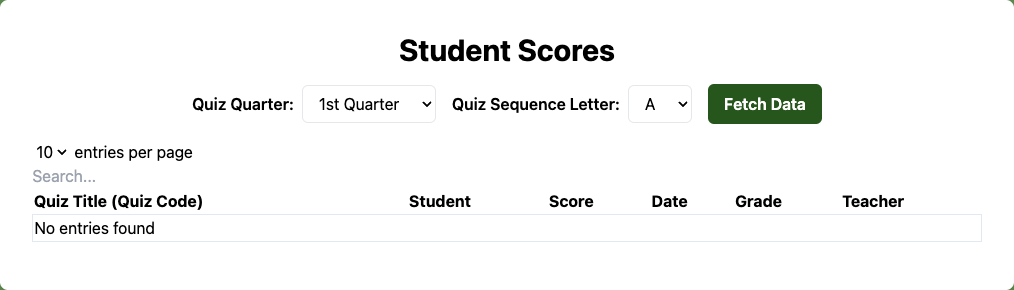 Student Scores
Quiz Quarter: 1st Quarter Quiz Sequence Letter: A Fetch Data
10 entries per page
Search...
Quiz Title (Quiz Code) Student Score Date Grade Teacher
No entries found